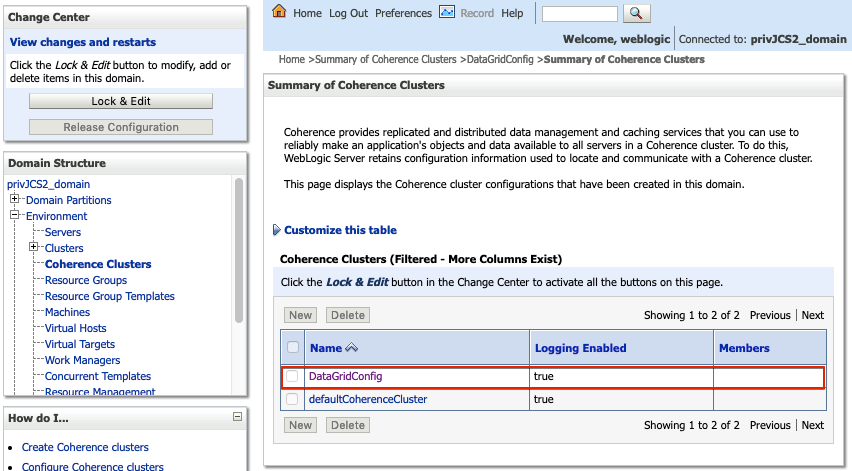 Change Center
View changes and restarts
Click the Lock & Edit button to modify, add or
delete items in this domain.
Lock & Edit
Release Configuration
Domain Structure
privJCS2_domain
Domain Partitions
Environment
Servers
Clusters
Coherence Clusters
Resource Groups
Resource Group Templates
Machines
Virtual Hosts
Virtual Targets
Work Managers
Concurrent Templates
Resource Management
How do I...
Create Coherence clusters
Configure Coherence clusters
Home Log Out Preferences Record Help
Welcome, weblogic Connected to: privJCS2_domain
Home >Summary of Coherence Clusters >DataGridConfig >Summary of Coherence Clusters
Summary of Coherence Clusters
Coherence provides replicated and distributed data management and caching services that you can use to
reliably make an application's objects and data available to all servers in a Coherence cluster. To do this,
WebLogic Server retains configuration information used to locate and communicate with a Coherence cluster.
This page displays the Coherence cluster configurations that have been created in this domain.
Customize this table
Coherence Clusters (Filtered - More Columns Exist)
Click the Lock & Edit button in the Change Center to activate all the buttons on this page.
New Delete Showing 1 to 2 of 2 Previous | Next
Name Logging Enabled Members
DataGridConfig true
defaultCoherenceCluster true
New Delete Showing 1 to 2 of 2 Previous | Next